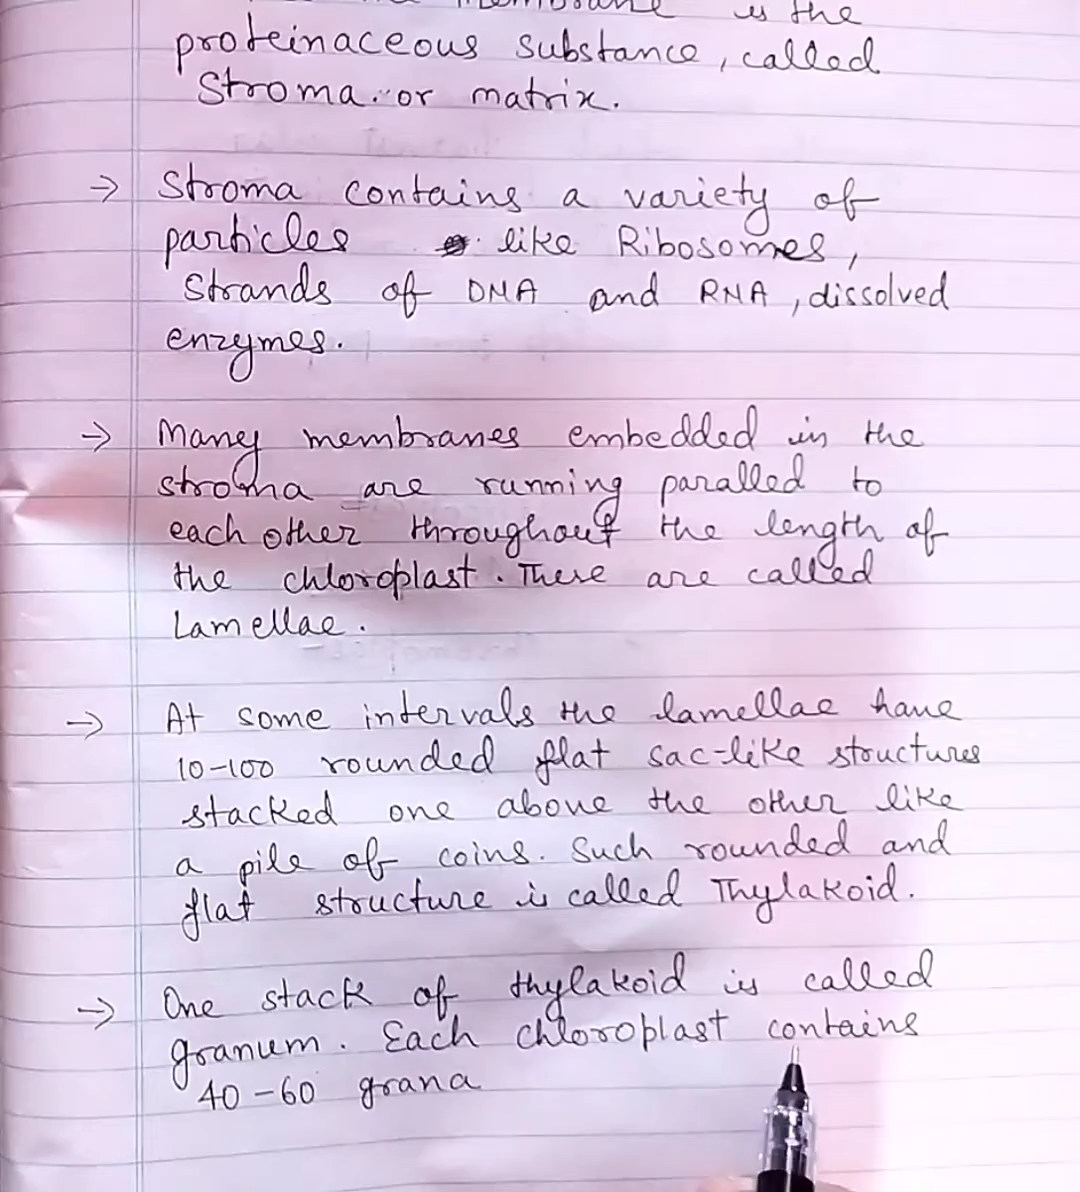 is the
proteinaceous substance, called
Stroma. or matrix.
→ Stroma contains a variety of
particles like Ribosomes,
strands of DNA and RNA, dissolved
enzymes.
→ Many membranes embedded in the
stroma are running paralled to
each other throughout the length of
the chloroplast. These are called
Lamellae.
→ At some intervals the lamellae have
10-100 rounded flat sac-like structures
stacked one above the other like
a pile of coins. Such rounded and
flat structure is called Thylakoid.
→ One stack of thylakoid is called
granum. Each chloroplast contains
40-60 grana